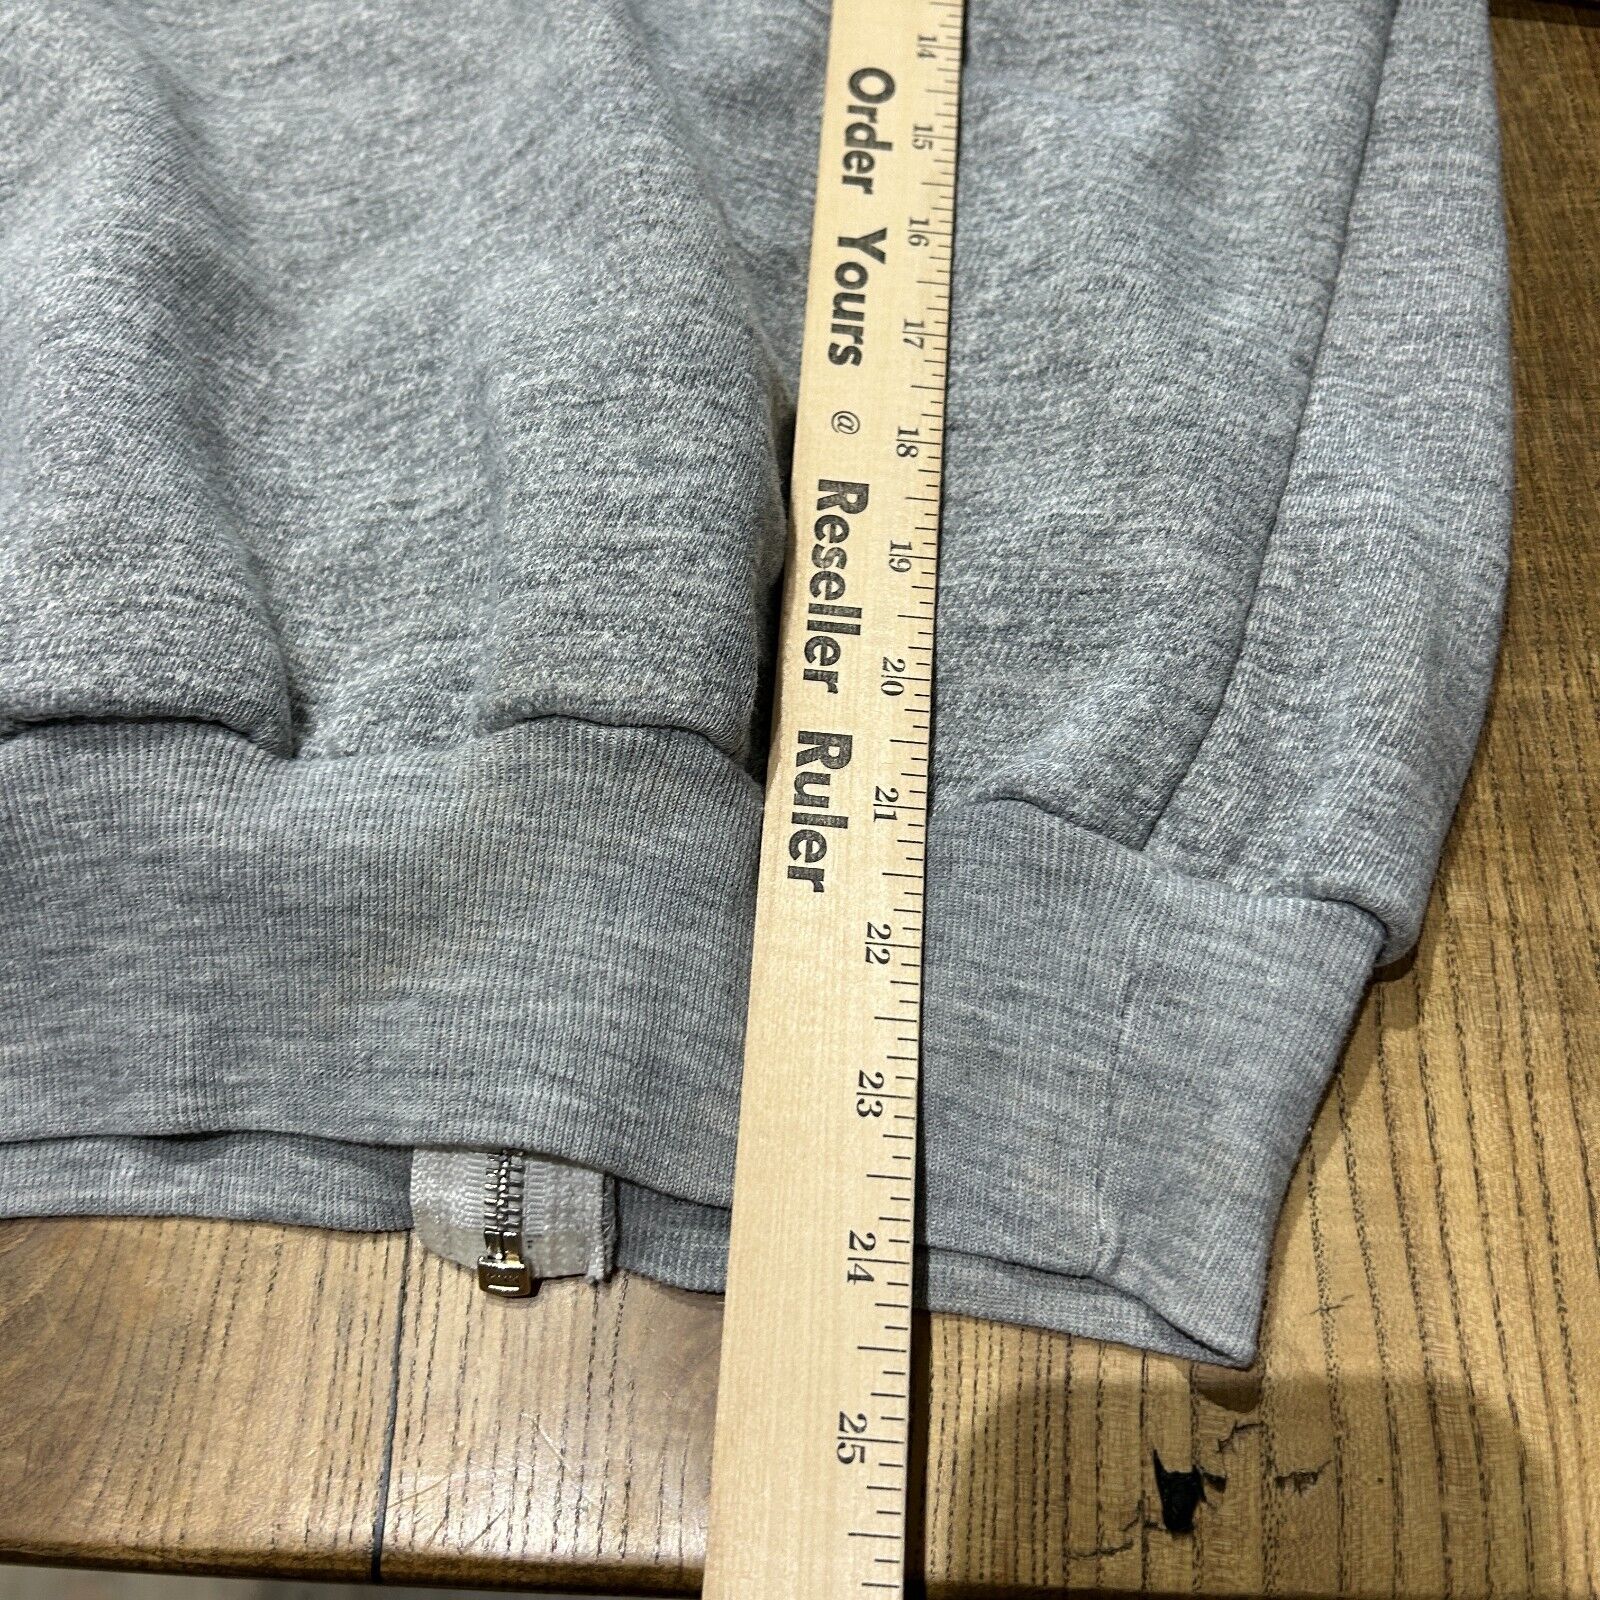 Order Yours @ Reseller Ruler
14 15 16 17 18 19 20 21 22 23 24 25